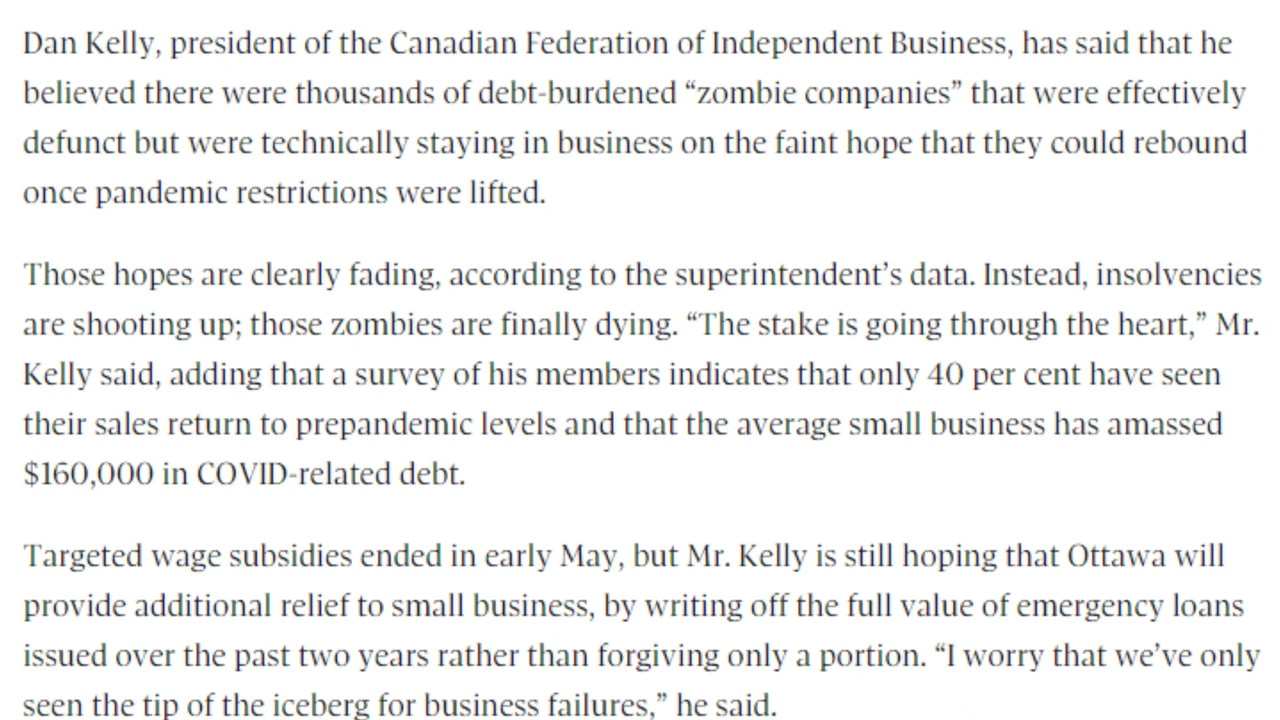 Dan Kelly, president of the Canadian Federation of Independent Business, has said that he
believed there were thousands of debt-burdened “zombie companies” that were effectively
defunct but were technically staying in business on the faint hope that they could rebound
once pandemic restrictions were lifted.
Those hopes are clearly fading, according to the superintendent’s data. Instead, insolvencies
are shooting up; those zombies are finally dying. “The stake is going through the heart,” Mr.
Kelly said, adding that a survey of his members indicates that only 40 per cent have seen
their sales return to prepandemic levels and that the average small business has amassed
$160,000 in COVID-related debt.
Targeted wage subsidies ended in early May, but Mr. Kelly is still hoping that Ottawa will
provide additional relief to small business, by writing off the full value of emergency loans
issued over the past two years rather than forgiving only a portion. “I worry that we’ve only
seen the tip of the iceberg for business failures,” he said.